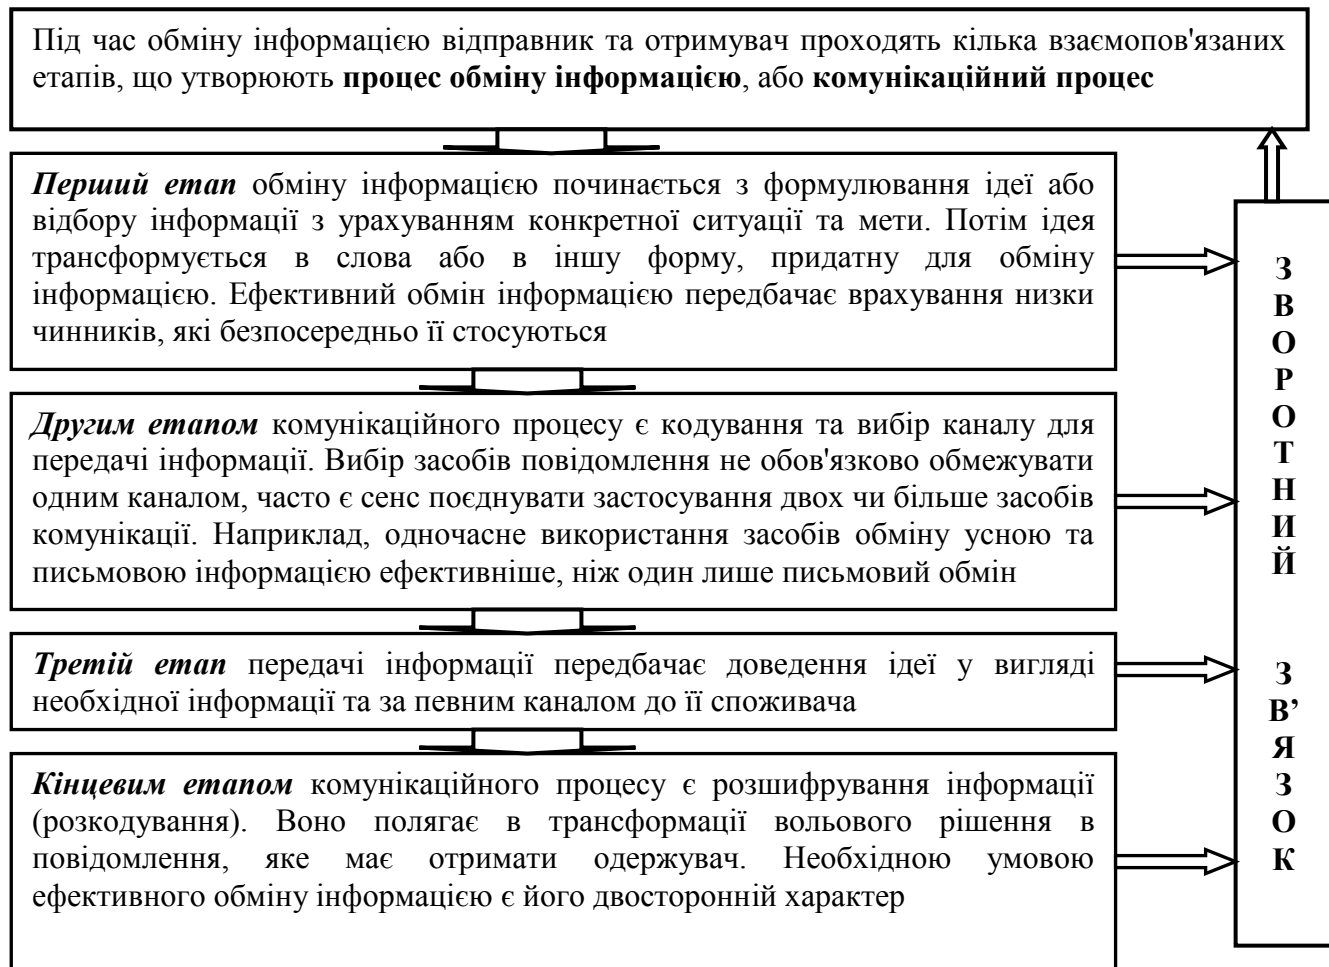 Під час обміну інформацією відправник та отримувач проходять кілька взаємопов'язаних
етапів, що утворюють процес обміну інформацією, або комунікаційний процес
Перший етап обміну інформацією починається з формулювання ідеї або
відбору інформації з урахуванням конкретної ситуації та мети. Потім ідея
трансформується в слова або в іншу форму, придатну для обміну
інформацією. Ефективний обмін інформацією передбачає врахування низки
чинників, які безпосередньо її стосуються
Другим етапом комунікаційного процесу є кодування та вибір каналу для
передачі інформації. Вибір засобів повідомлення не обов'язково обмежувати
одним каналом, часто є сенс поєднувати застосування двох чи більше засобів
комунікації. Наприклад, одночасне використання засобів обміну усною та
письмовою інформацією ефективніше, ніж один лише письмовий обмін
Третій етап передачі інформації передбачає доведення ідеї у вигляді
необхідної інформації та за певним каналом до її споживача
Кінцевим етапом комунікаційного процесу є розшифрування інформації
(розкодування). Воно полягає в трансформації вольового рішення в
повідомлення, яке має отримати одержувач. Необхідною умовою
ефективного обміну інформацією є його двосторонній характер
З
В
О
Р
О
Т
Н
И
Й
З
В’
Я
З
О
К